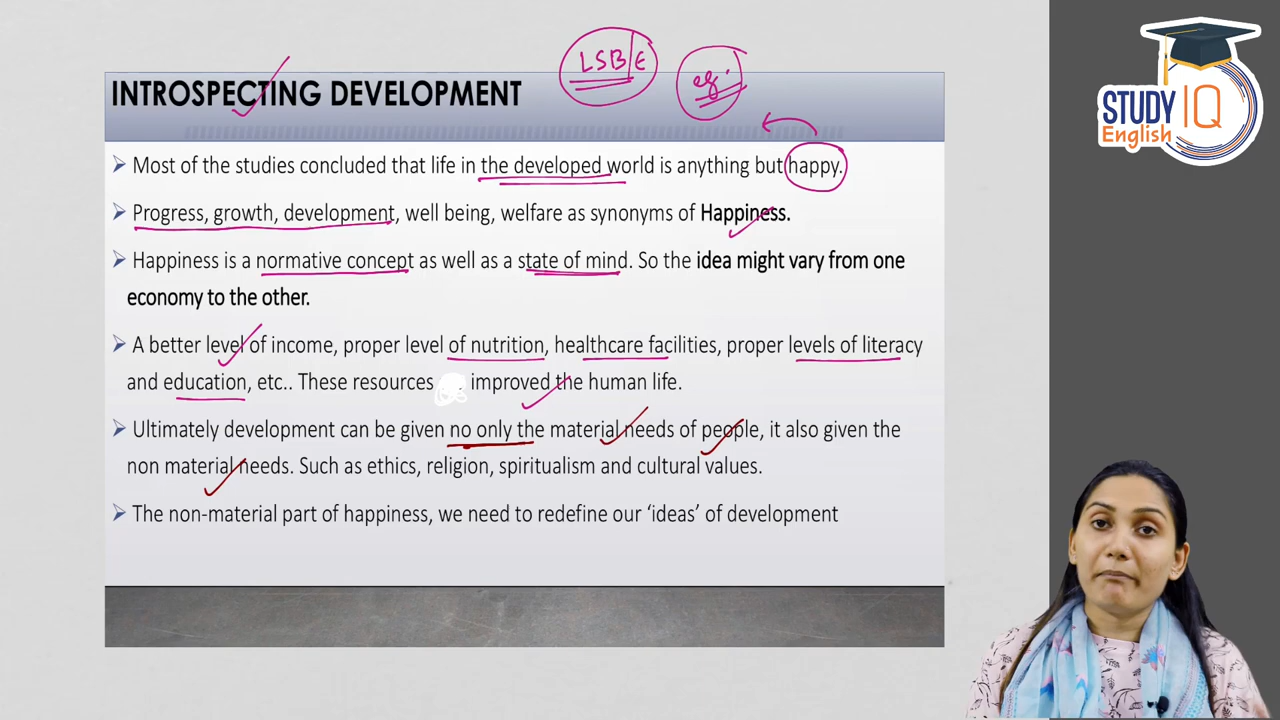 LSB/E
eg.
INTROSPECTING DEVELOPMENT
STUDY IQ
English
Most of the studies concluded that life in the developed world is anything but happy.
Progress, growth, development, well being, welfare as synonyms of Happiness.
Happiness is a normative concept as well as a state of mind. So the idea might vary from one
economy to the other.
A better level of income, proper level of nutrition, healthcare facilities, proper levels of literacy
and education, etc.. These resources improved the human life.
Ultimately development can be given no only the material needs of people, it also given the
non material needs. Such as ethics, religion, spiritualism and cultural values.
The non-material part of happiness, we need to redefine our ‘ideas’ of development